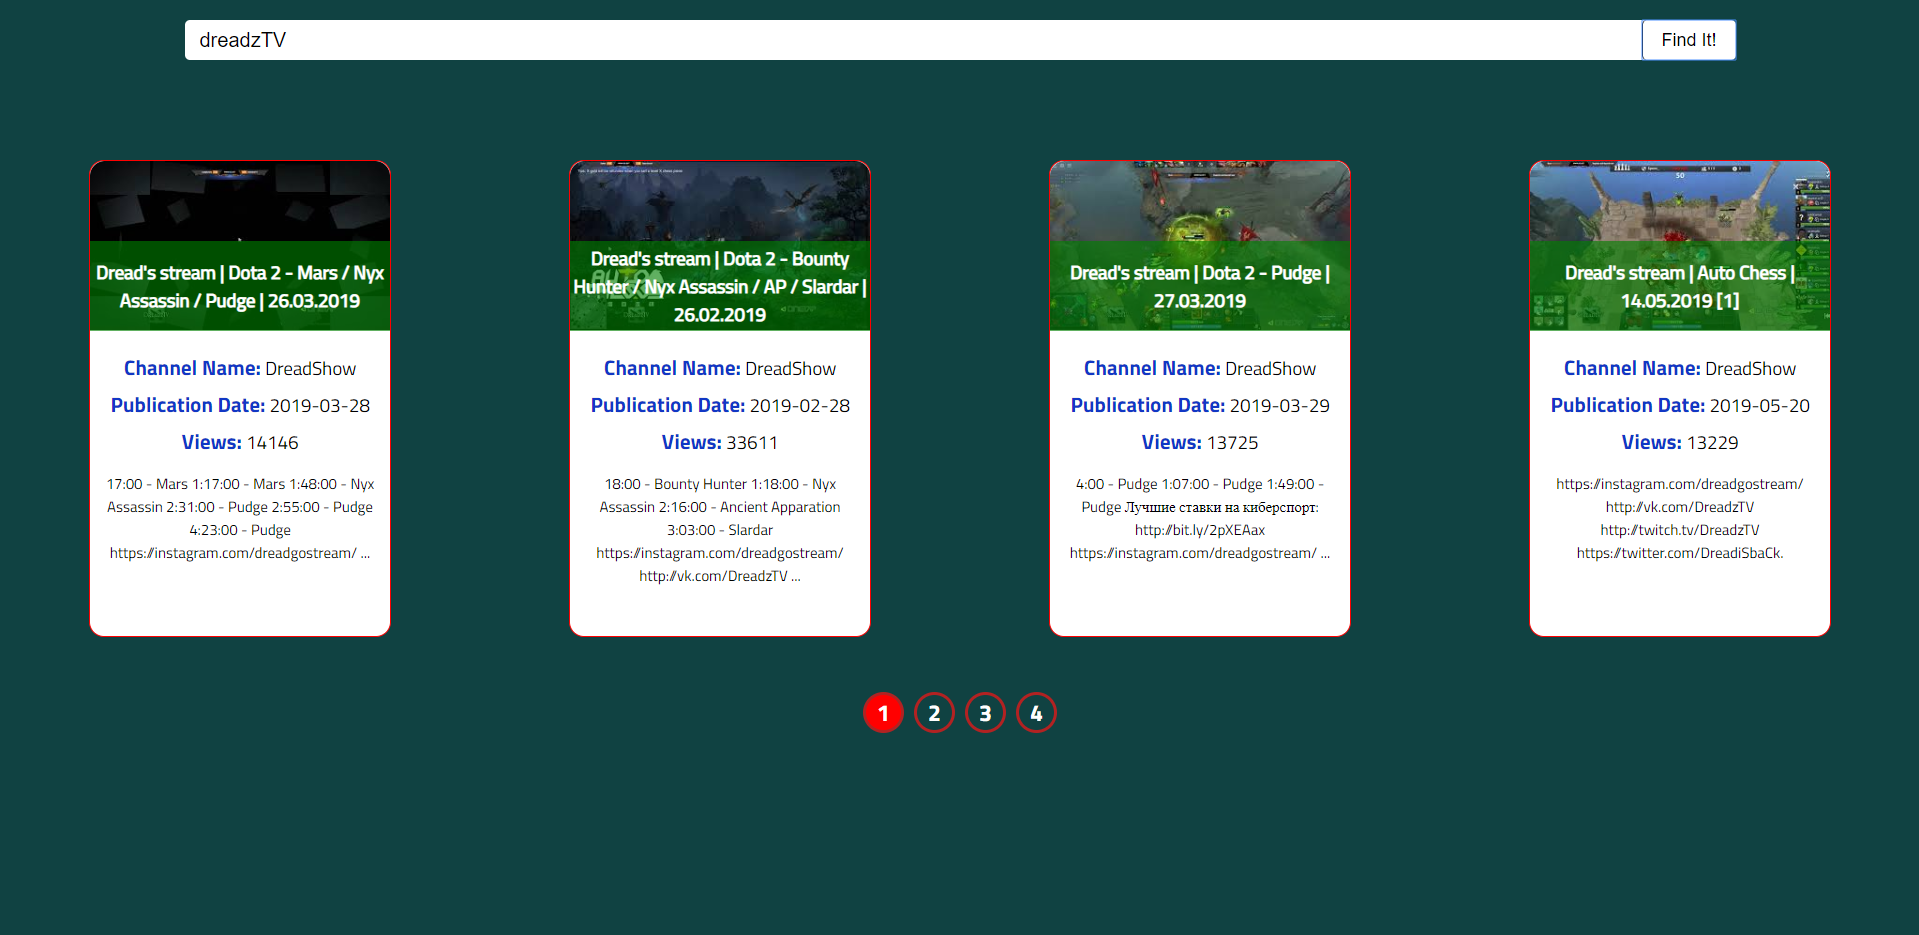 dreadzTV
Find It!
Dread's stream | Dota 2 - Mars / Nyx
Assassin / Pudge | 26.03.2019
Channel Name: DreadShow
Publication Date: 2019-03-28
Views: 14146
17:00 - Mars 1:17:00 - Mars 1:48:00 - Nyx
Assassin 2:31:00 - Pudge 2:55:00 - Pudge
4:23:00 - Pudge
https://instagram.com/dreadgostream/ ...
Dread's stream | Dota 2 - Bounty
Hunter / Nyx Assassin / AP / Slardar |
26.02.2019
Channel Name: DreadShow
Publication Date: 2019-02-28
Views: 33611
18:00 - Bounty Hunter 1:18:00 - Nyx
Assassin 2:16:00 - Ancient Apparation
3:03:00 - Slardar
https://instagram.com/dreadgostream/
http://vk.com/DreadzTV ...
Dread's stream | Dota 2 - Pudge |
27.03.2019
Channel Name: DreadShow
Publication Date: 2019-03-29
Views: 13725
4:00 - Pudge 1:07:00 - Pudge 1:49:00 -
Pudge Лучшие ставки на киберспорт:
http://bit.ly/2pXEAax
https://instagram.com/dreadgostream/ ...
50
Dread's stream | Auto Chess |
14.05.2019 [1]
Channel Name: DreadShow
Publication Date: 2019-05-20
Views: 13229
https://instagram.com/dreadgostream/
http://vk.com/DreadzTV
http://twitch.tv/DreadzTV
https://twitter.com/DreadiSbaCk.
1
2
3
4